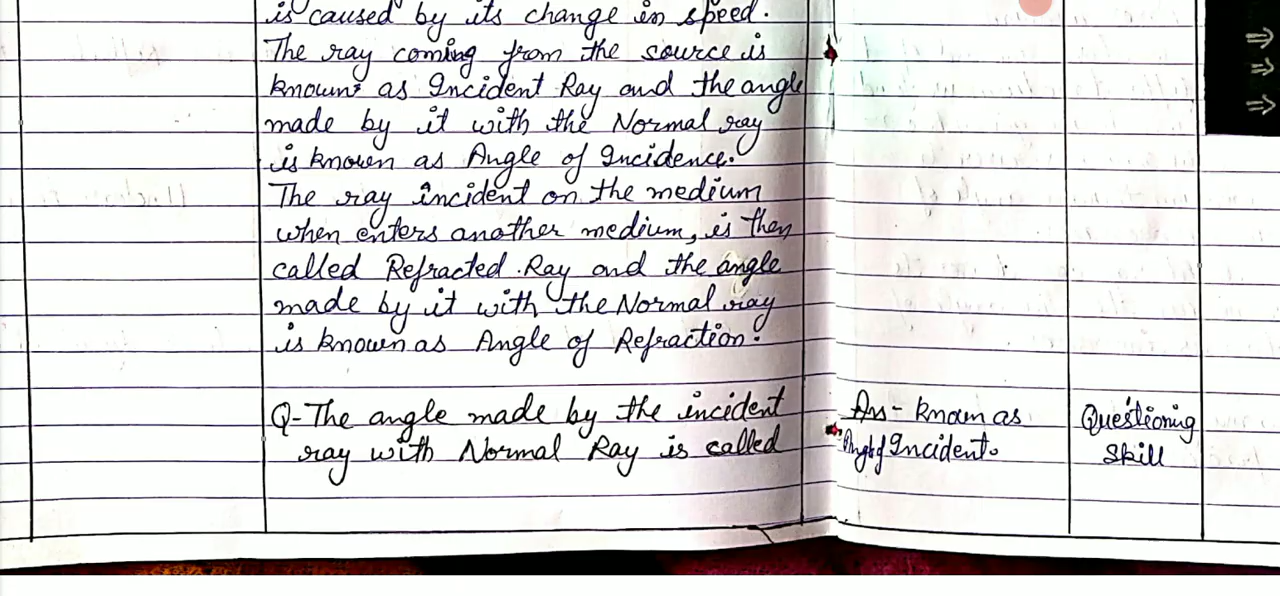 is caused by its change in speed.
The ray coming from the source is
known as Incident Ray and the angle
made by it with the Normal ray
is known as Angle of Incidence.
The ray incident on the medium
when enters another medium, is then
called Refracted Ray and the angle
made by it with the Normal ray
is known as Angle of Refraction.
Q-The angle made by the incident
ray with Normal Ray is called
Ans- known as
Angle of Incident.
Questioning
Skill
⇒
⇒
⇒